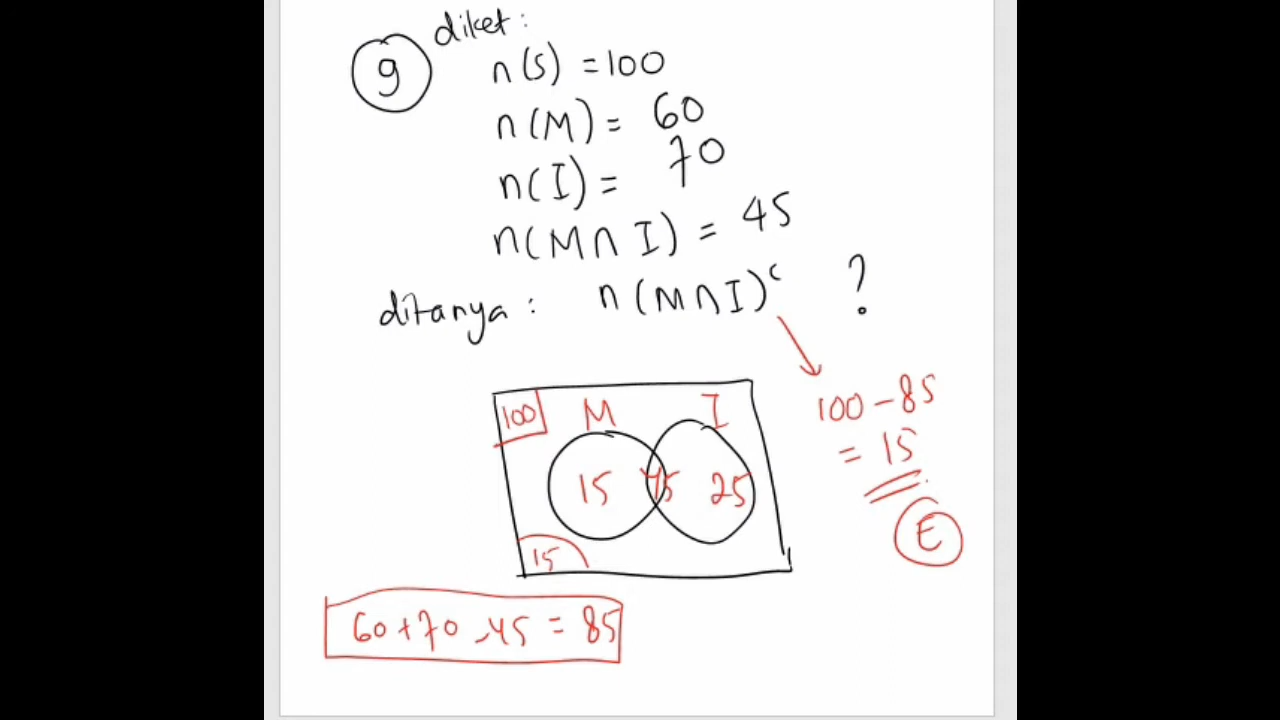 9
diket:
n(S) = 100
n(M) = 60
n(I) = 70
n(M∩I) = 45
ditanya: n(M∩I)ᶜ ?
100 - 85
= 15
E
100 M I
15 45 25
15
60+70-45 = 85